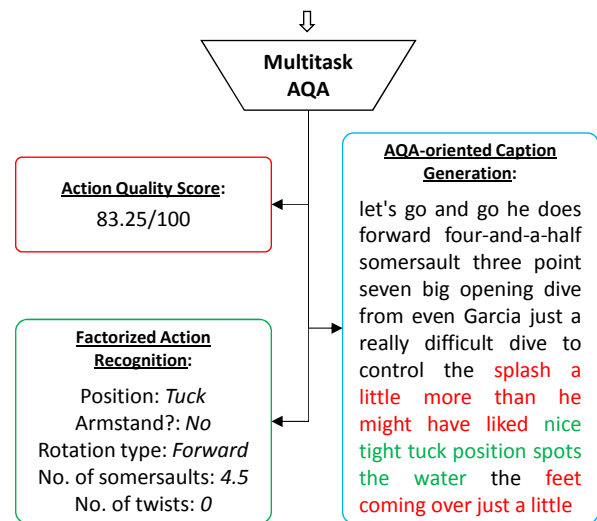 Multitask
AQA
Action Quality Score:
83.25/100
Factorized Action
Recognition:
Position: Tuck
Armstand?: No
Rotation type: Forward
No. of somersaults: 4.5
No. of twists: 0
AQA-oriented Caption
Generation:
let's go and go he does
forward four-and-a-half
somersault three point
seven big opening dive
from even Garcia just a
really difficult dive to
control the splash a
little more than he
might have liked nice
tight tuck position spots
the water the feet
coming over just a little